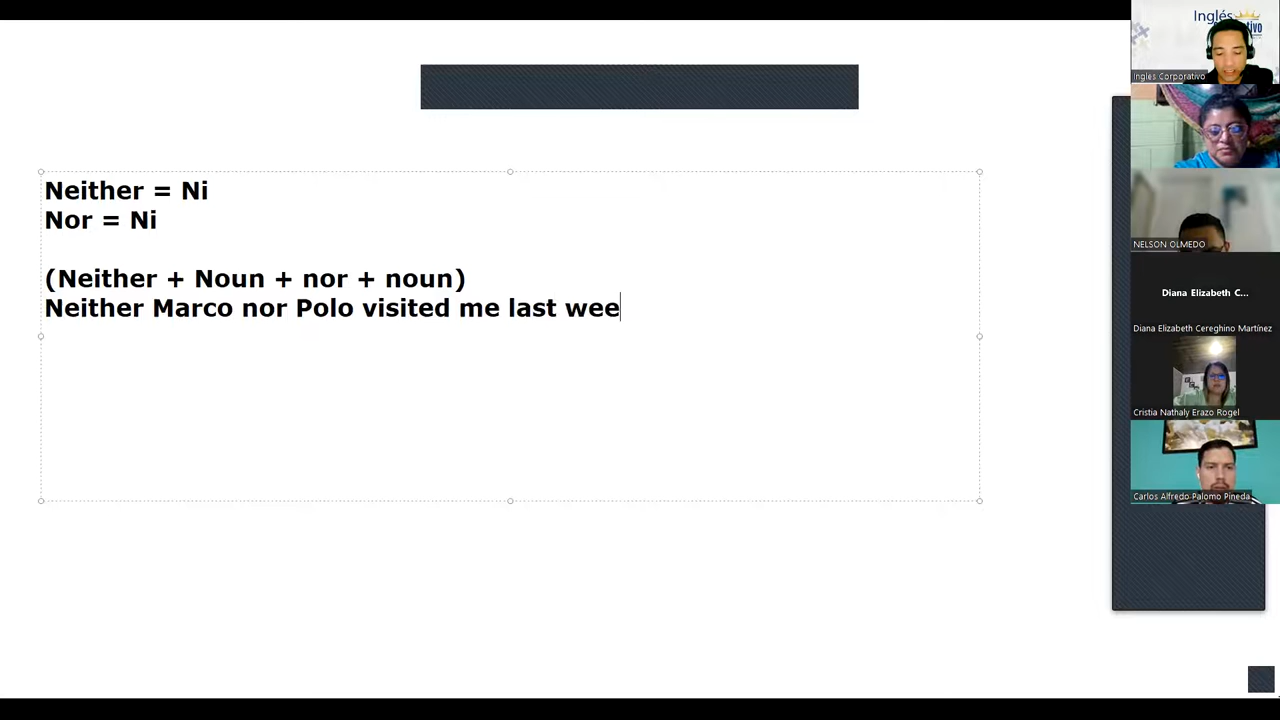 Neither = Ni
Nor = Ni
(Neither + Noun + nor + noun)
Neither Marco nor Polo visited me last wee
Inglés
Ingles Corporativo
NELSON OLMEDO
Diana Elizabeth C...
Diana Elizabeth Cereghino Martínez
Cristia Nathaly Erazo Rogel
Carlos Alfredo Palomo Pineda